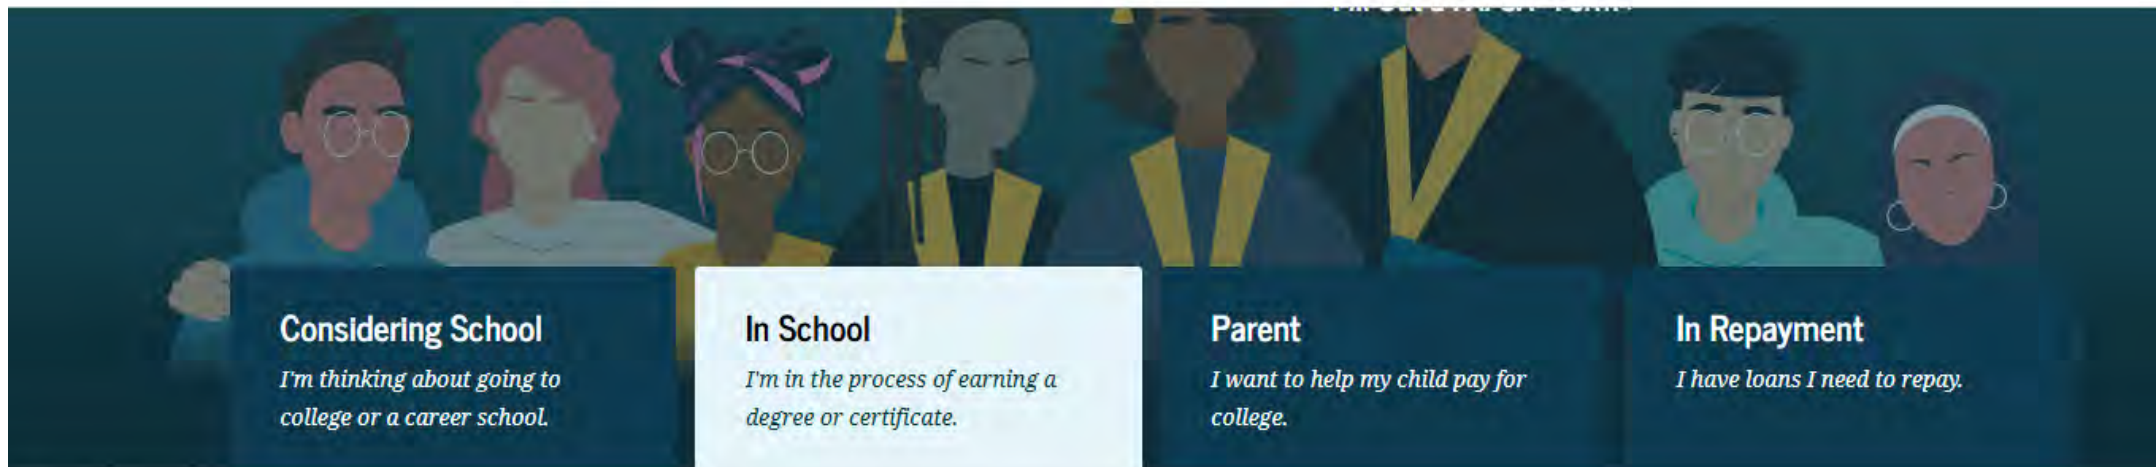 Considering School
I'm thinking about going to
college or a career school.
In School
I'm in the process of earning a
degree or certificate.
Parent
I want to help my child pay for
college.
In Repayment
I have loans I need to repay.